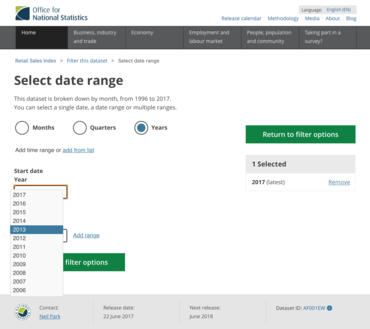 Office for
National Statistics
Language: English (EN)
Release calendar Methodology Media About Blog
Home
Business, industry
and trade
Economy
Employment and
labour market
People, population
and community
Taking part in a
survey?
Retail Sales Index > Filter this dataset > Select date range
Select date range
This dataset is broken down by month, from 1996 to 2017.
You can select a single date, a date range or multiple ranges.
Months Quarters Years
Return to filter options
Add time range or add from list
1 Selected
2017 (latest) Remove
Start date
Year
2017
2016
2015
2014
2013
2012
2011
2010
2009
2008
2007
2006
Add range
filter options
Contact:
Neil Park
Release date:
22 June 2017
Next release:
June 2018
Dataset ID: AF001EW